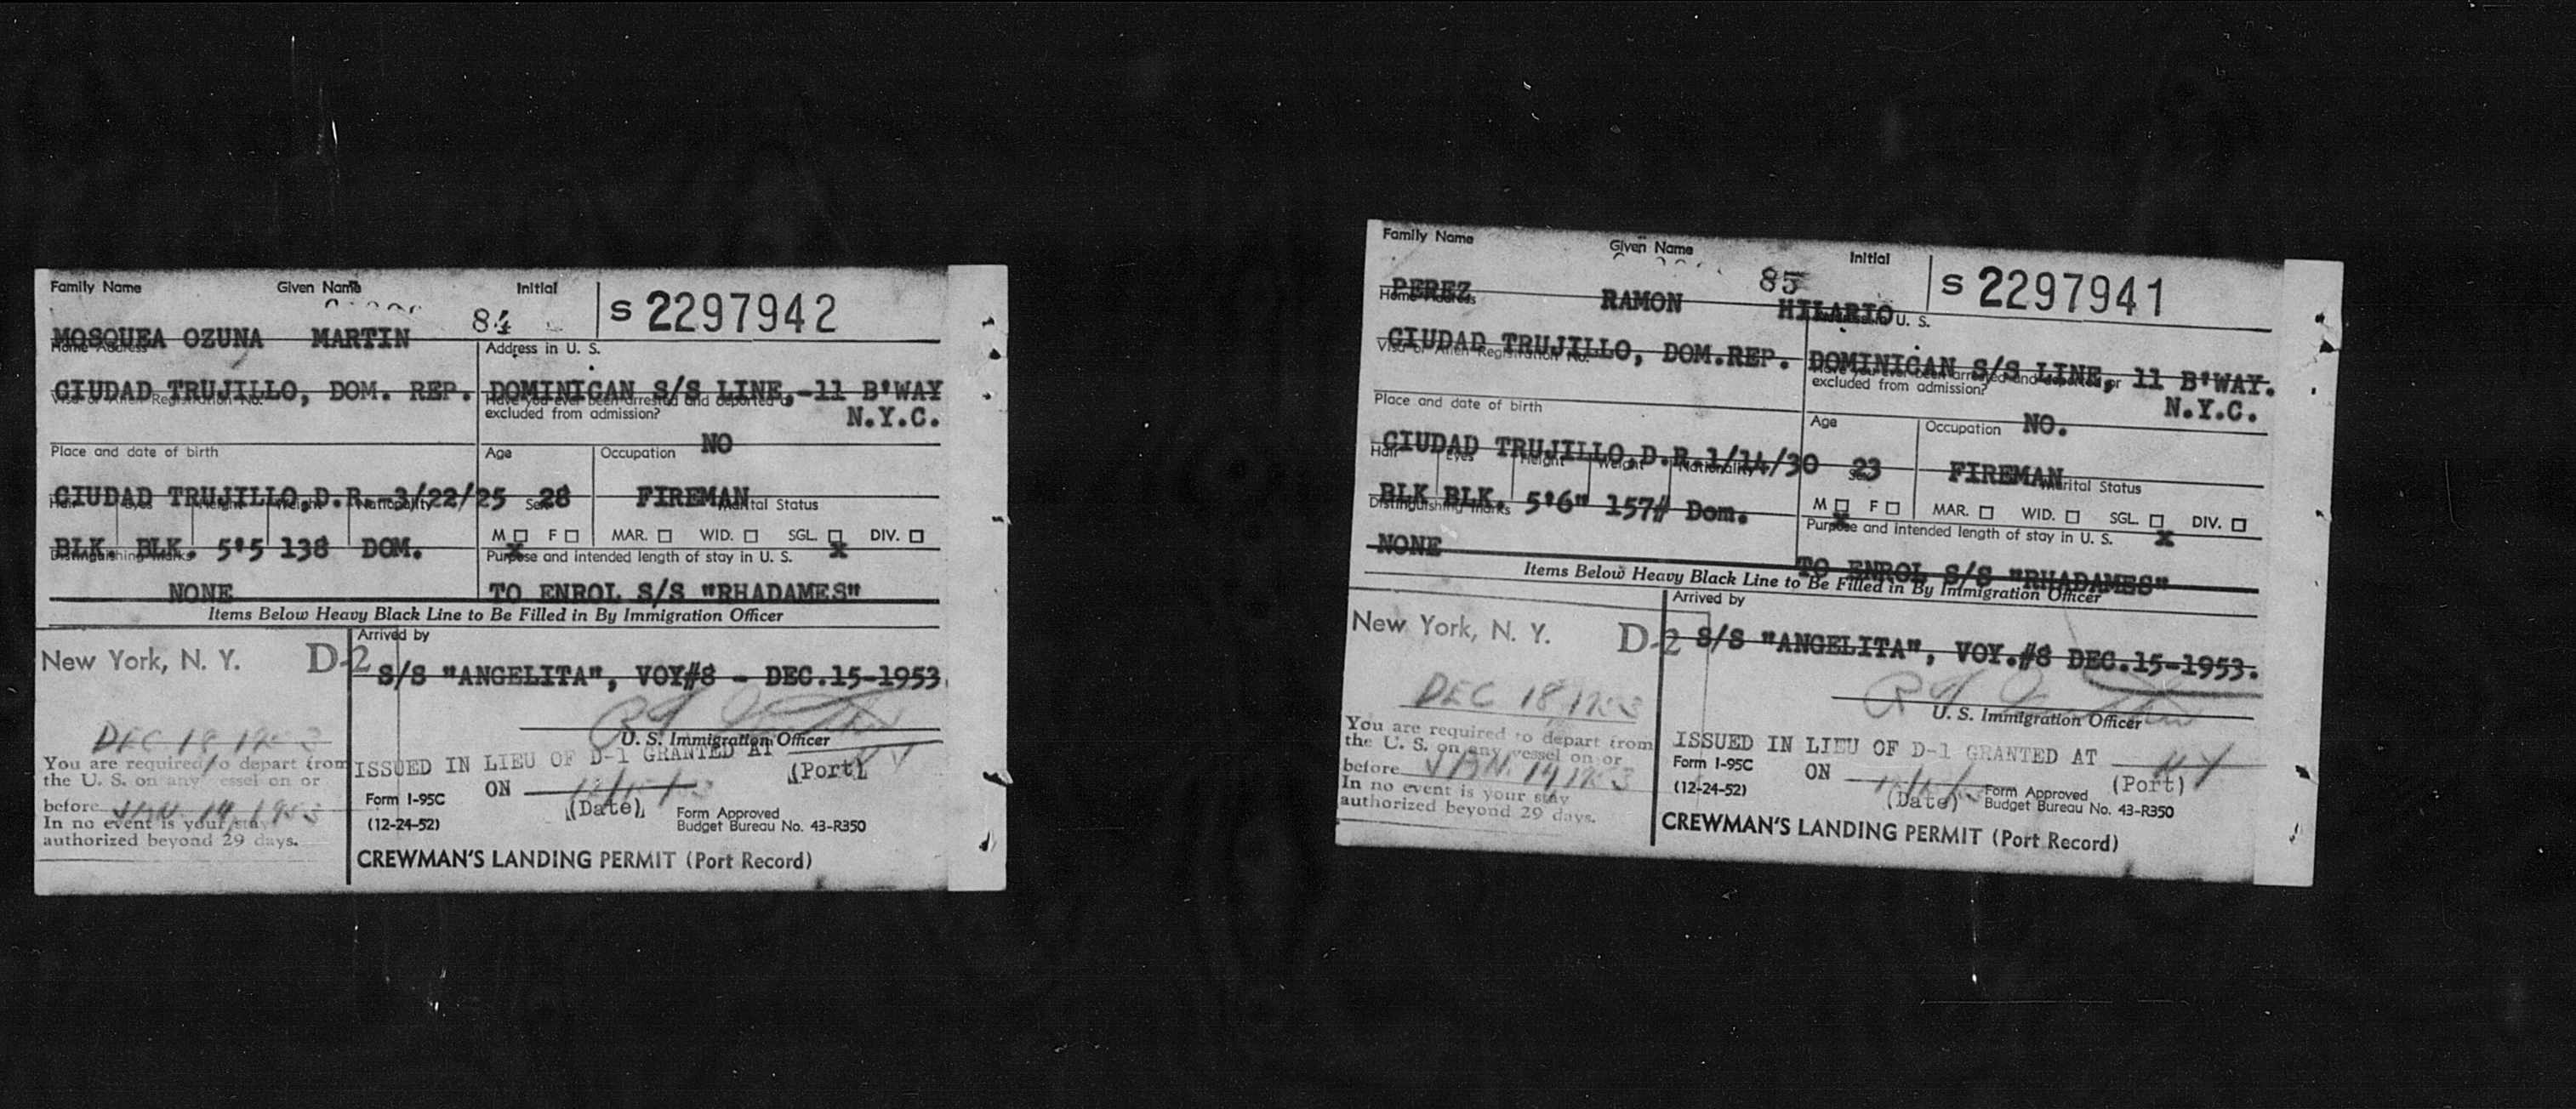 Family Name Given Name Initial
84 S 2297942
MOSQUEA OZUNA MARTIN
Home Address Address in U. S.
CIUDAD TRUJILLO, DOM. REP. DOMINICAN S/S LINE,-11 B'WAY
Visa or Alien Registration No. Have you ever been arrested and deported or
excluded from admission? N.Y.C.
NO
Place and date of birth Age Occupation
CIUDAD TRUJILLO,D.R. 3/22/25 28 FIREMAN
Hair Eyes Height Weight Nationality Sex Marital Status
M F MAR. WID. SGL. DIV.
BLK. BLK. 5'5 138 DOM. x x
Distinguishing marks Purpose and intended length of stay in U. S.
NONE TO ENROL S/S "RHADAMES"
Items Below Heavy Black Line to Be Filled in By Immigration Officer
Arrived by
New York, N. Y. D-2 S/S "ANGELITA", VOY#8 - DEC.15-1953
DEC 18, 1953
U. S. Immigration Officer
You are required to depart from
the U. S. on any vessel on or
before JAN. 14, 1953
In no event is your stay
authorized beyond 29 days.
ISSUED IN LIEU OF D-1 GRANTED AT N Y
(Port)
ON
(Date)
Form I-95C
(12-24-52)
Form Approved
Budget Bureau No. 43-R350
CREWMAN'S LANDING PERMIT (Port Record)
Family Name Given Name Initial
85 S 2297941
PEREZ RAMON HILARIO
Home Address Address in U. S.
CIUDAD TRUJILLO, DOM.REP. DOMINICAN S/S LINE, 11 B'WAY.
Visa or Alien Registration No. Have you ever been arrested and deported or
excluded from admission? N.Y.C.
NO.
Place and date of birth Age Occupation
CIUDAD TRUJILLO,D.R.1/14/30 23 FIREMAN
Hair Eyes Height Weight Nationality Sex Marital Status
M F MAR. WID. SGL. DIV.
BLK BLK. 5'6" 157# Dom. x x
Distinguishing marks Purpose and intended length of stay in U. S.
NONE TO ENROL S/S "RHADAMES"
Items Below Heavy Black Line to Be Filled in By Immigration Officer
Arrived by
New York, N. Y. D-2 S/S "ANGELITA", VOY.#8 DEC.15-1953.
DEC 18, 1953
U. S. Immigration Officer
You are required to depart from
the U. S. on any vessel on or
before JAN. 14, 1953
In no event is your stay
authorized beyond 29 days.
ISSUED IN LIEU OF D-1 GRANTED AT N Y
(Port)
ON
(Date)
Form I-95C
(12-24-52)
Form Approved
Budget Bureau No. 43-R350
CREWMAN'S LANDING PERMIT (Port Record)